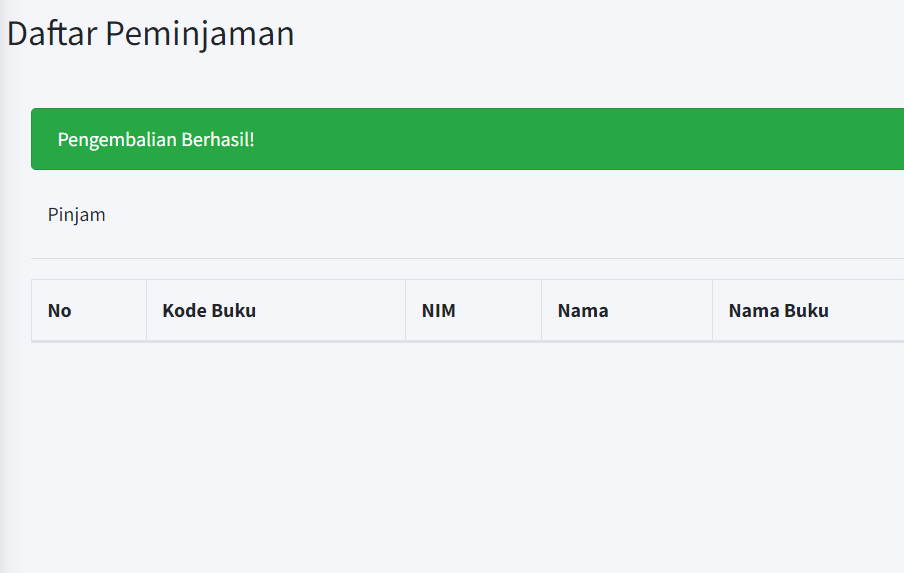 Daftar Peminjaman
Pengembalian Berhasil!
Pinjam
No Kode Buku NIM Nama Nama Buku